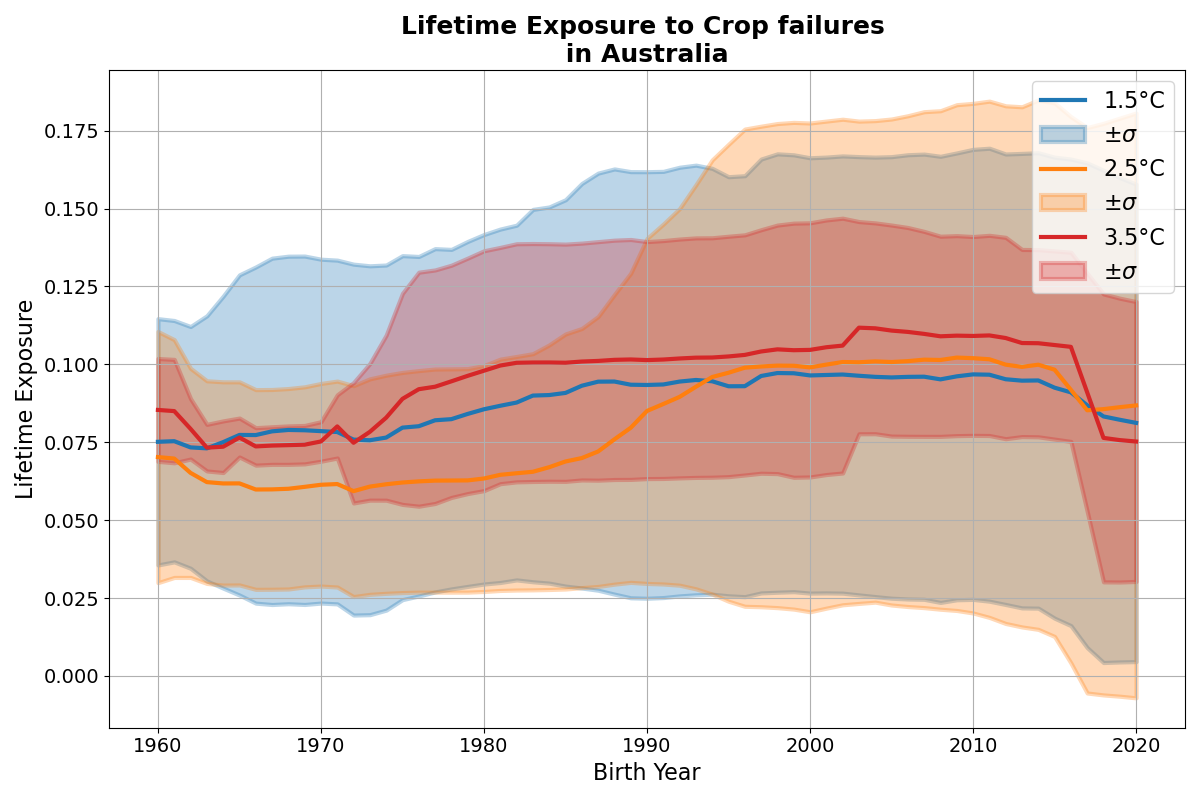 Lifetime Exposure to Crop failures
in Australia
Lifetime Exposure
0.175
0.150
0.125
0.100
0.075
0.050
0.025
0.000
1.5°C
±σ
2.5°C
±σ
3.5°C
±σ
1960 1970 1980 1990 2000 2010 2020
Birth Year